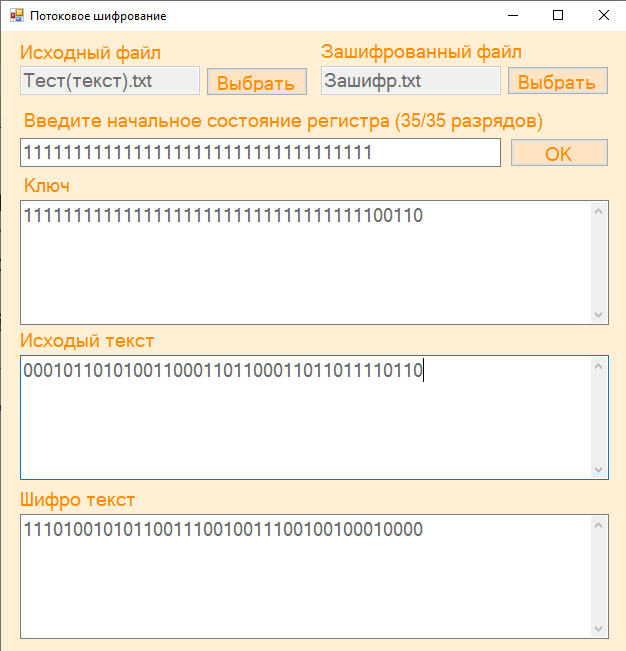 Потоковое шифрование
Исходный файл Зашифрованный файл
Тест(текст).txt Выбрать Зашифр.txt Выбрать
Введите начальное состояние регистра (35/35 разрядов)
11111111111111111111111111111111111 OK
Ключ
1111111111111111111111111111111111100110
Исходый текст
0001011010100110001101100011011011110110
Шифро текст
1110100101011001110010011100100100010000